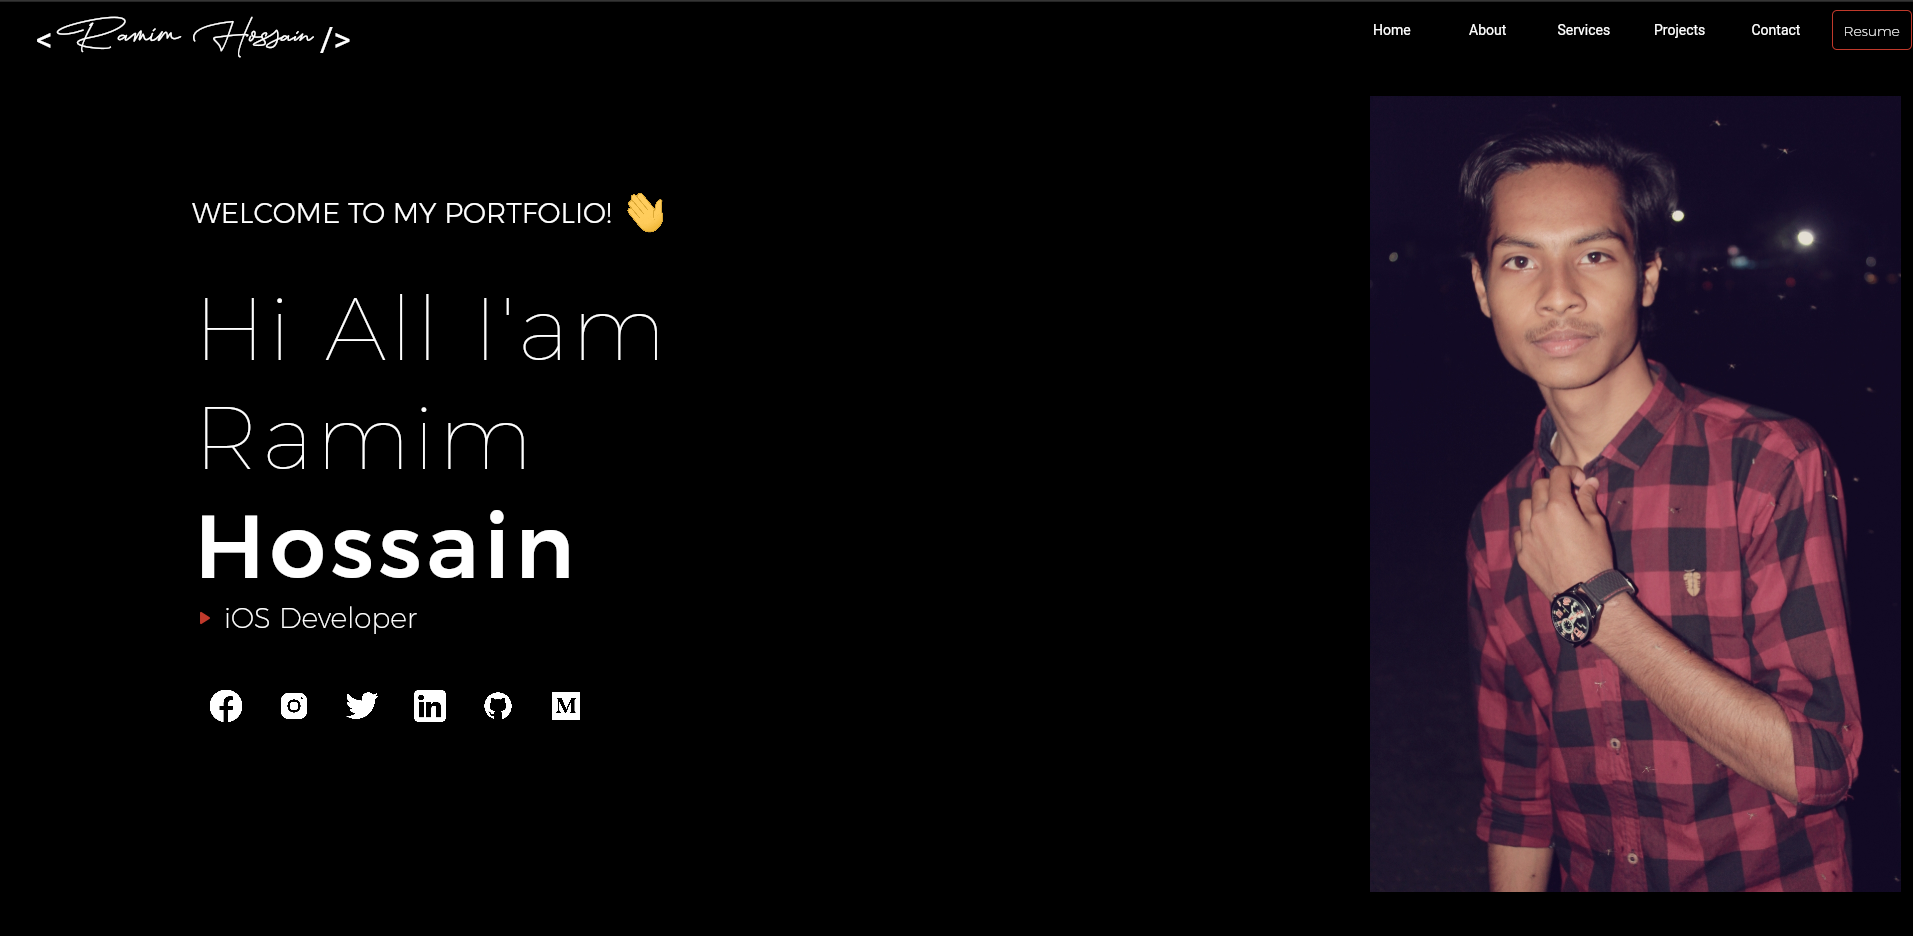 < Ramim Hossain />
Home About Services Projects Contact Resume
WELCOME TO MY PORTFOLIO! 👋
Hi All I'am
Ramim
Hossain
iOS Developer